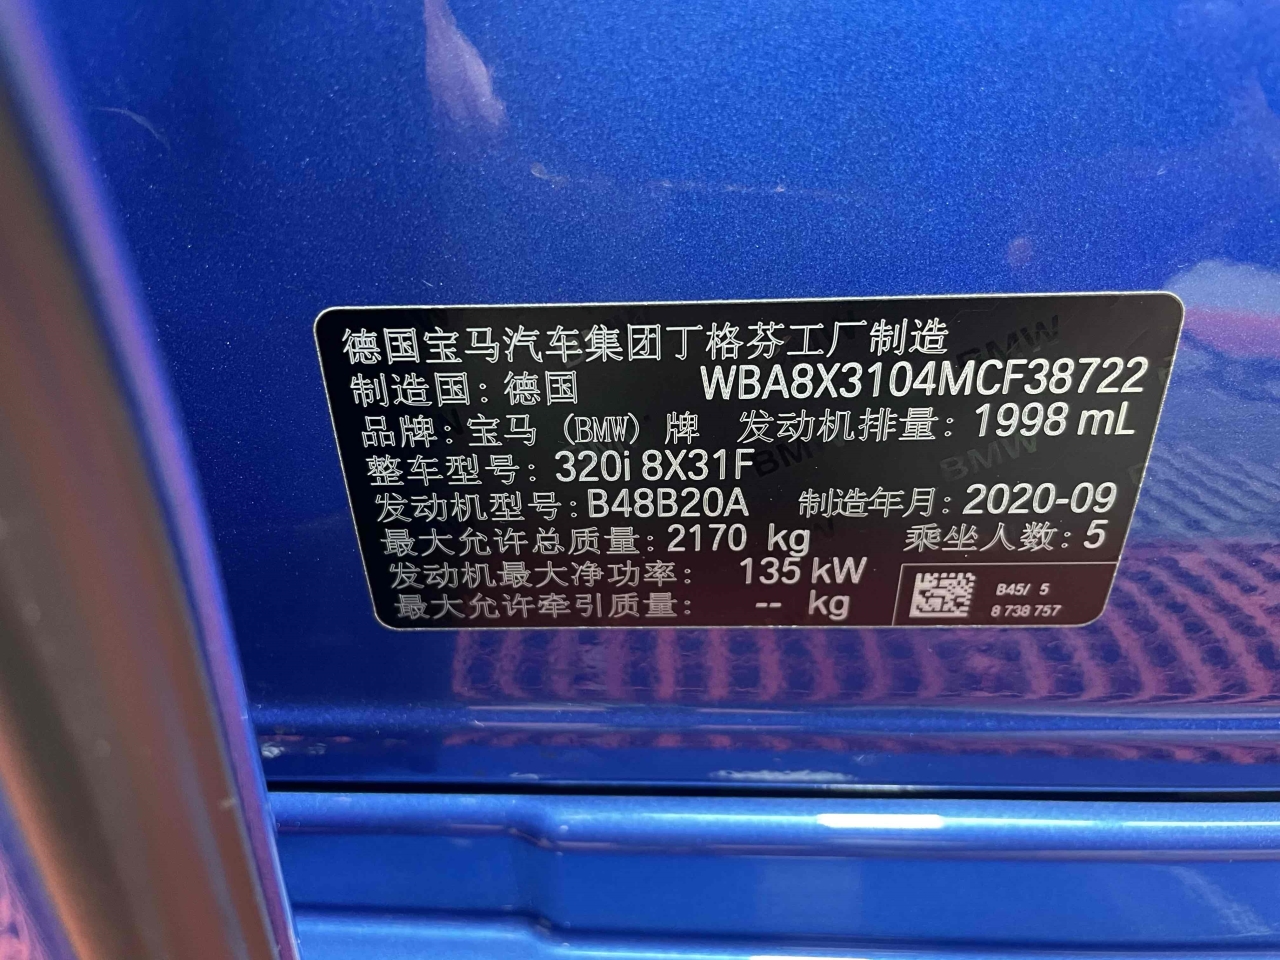 德国宝马汽车集团丁格芬工厂制造
制造国：德国 WBA8X3104MCF38722
品牌：宝马（BMW）牌 发动机排量：1998 mL
整车型号：320i 8X31F
发动机型号：B48B20A 制造年月：2020-09
最大允许总质量：2170 kg 乘坐人数：5
发动机最大净功率： 135 kW
最大允许牵引质量： -- kg
B45/ 5
8 738 757